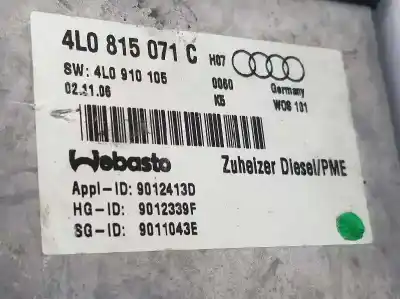 4L0 815 071 C H07
SW: 4L0 910 105 0060 Germany
02.11.06 K5 WOB 101
Webasto Zuheizer Diesel/PME
Appl-ID: 9012413D
HG-ID: 9012339F
SG-ID: 9011043E